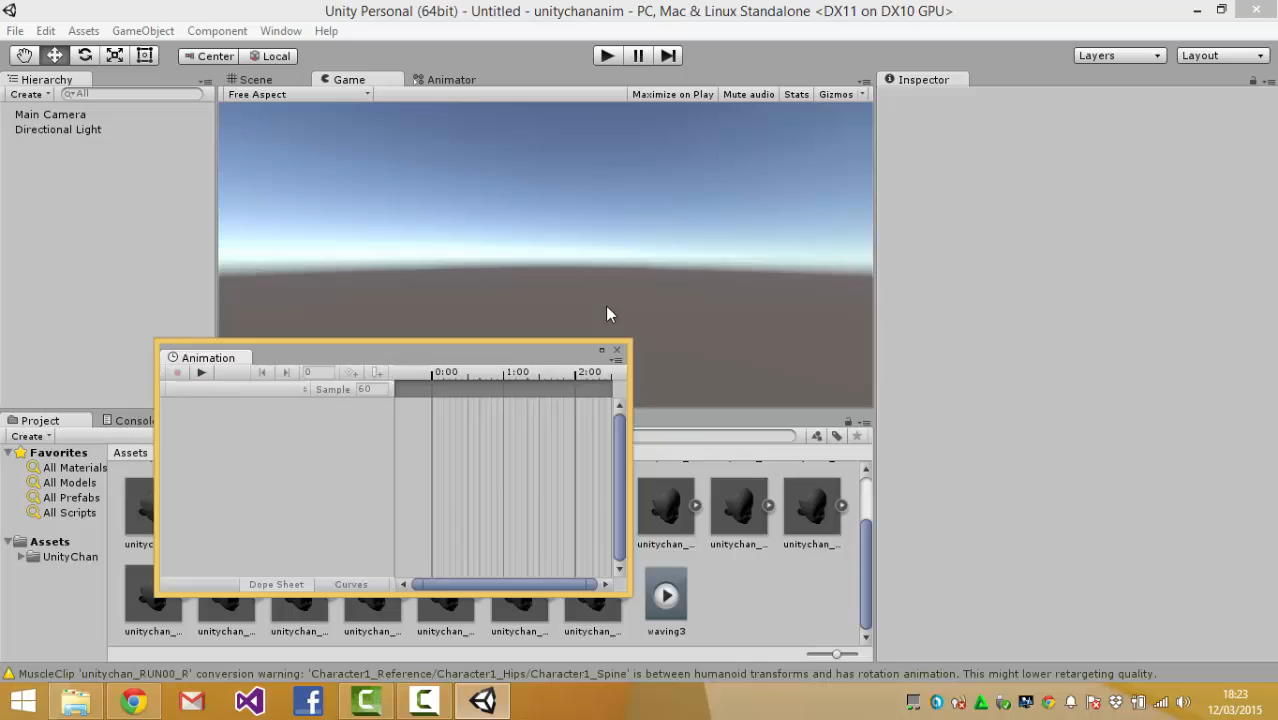 Unity Personal (64bit) - Untitled - unitychananim - PC, Mac & Linux Standalone <DX11 on DX10 GPU>
File Edit Assets GameObject Component Window Help
Center Local Layers Layout
Hierarchy Scene Game Animator Inspector
Create All Free Aspect Maximize on Play Mute audio Stats Gizmos
Main Camera
Directional Light
Animation
0 0:00 1:00 2:00
Sample 60
Project
Create
Favorites Assets
All Materials
All Models
All Prefabs
All Scripts
unitychan_... unitychan_... unitychan_...
Assets
UnityChan
Dope Sheet Curves
unitychan_... unitychan_... unitychan_... unitychan_... unitychan_... unitychan_... unitychan_... waving3
MuscleClip 'unitychan_RUN00_R' conversion warning: 'Character1_Reference/Character1_Hips/Character1_Spine' is between humanoid transforms and has rotation animation. This might lower retargeting quality.
18:23
12/03/2015